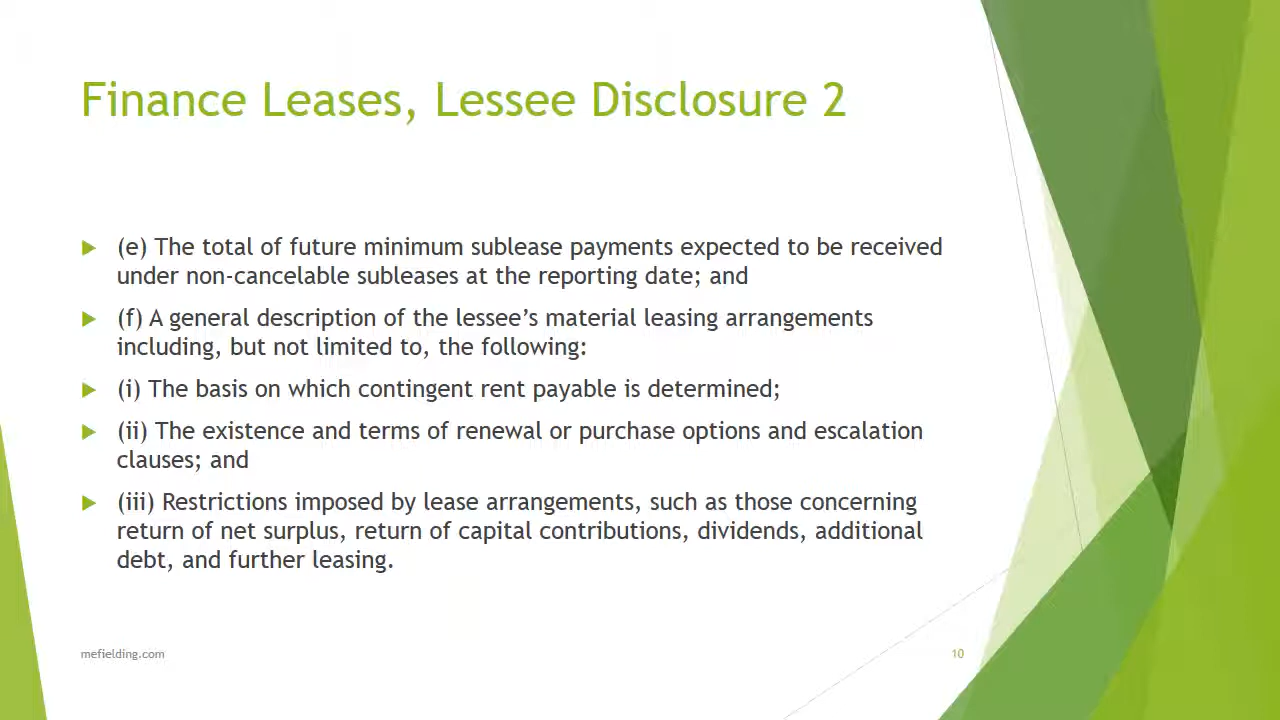 Finance Leases, Lessee Disclosure 2
(e) The total of future minimum sublease payments expected to be received
under non-cancelable subleases at the reporting date; and
(f) A general description of the lessee’s material leasing arrangements
including, but not limited to, the following:
(i) The basis on which contingent rent payable is determined;
(ii) The existence and terms of renewal or purchase options and escalation
clauses; and
(iii) Restrictions imposed by lease arrangements, such as those concerning
return of net surplus, return of capital contributions, dividends, additional
debt, and further leasing.
mefielding.com
10